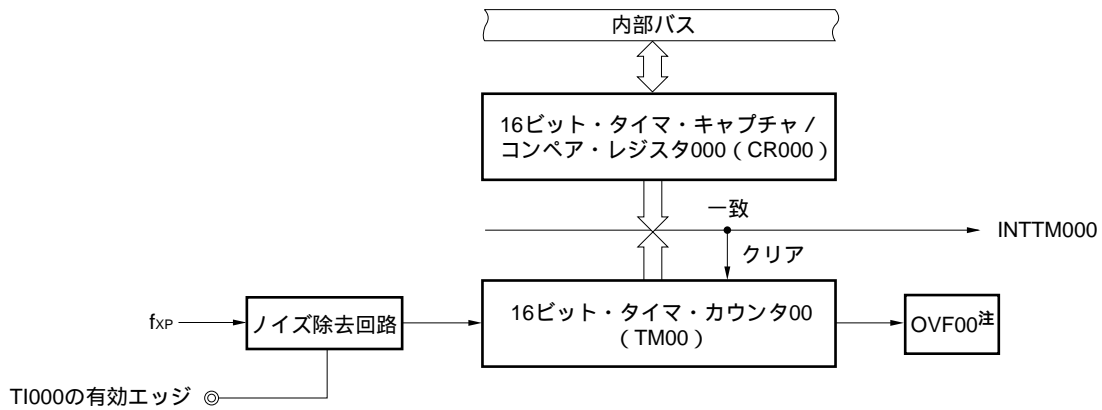 内部バス
16ビット・タイマ・キャプチャ /
コンペア・レジスタ000 ( CR000 )
一致
INTTM000
クリア
fXP
ノイズ除去回路
16ビット・タイマ・カウンタ00
( TM00 )
OVF00注
TI000の有効エッジ